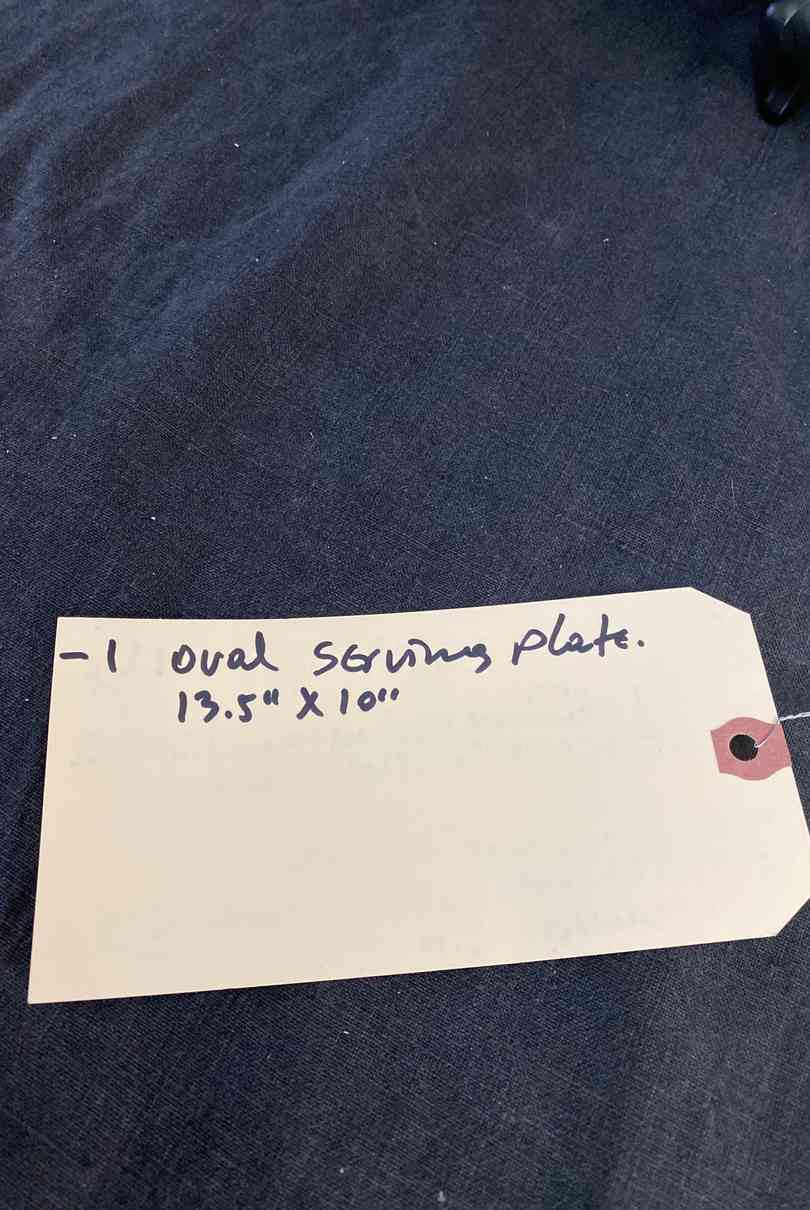 - 1 oval serving plate.
13.5" X 10"